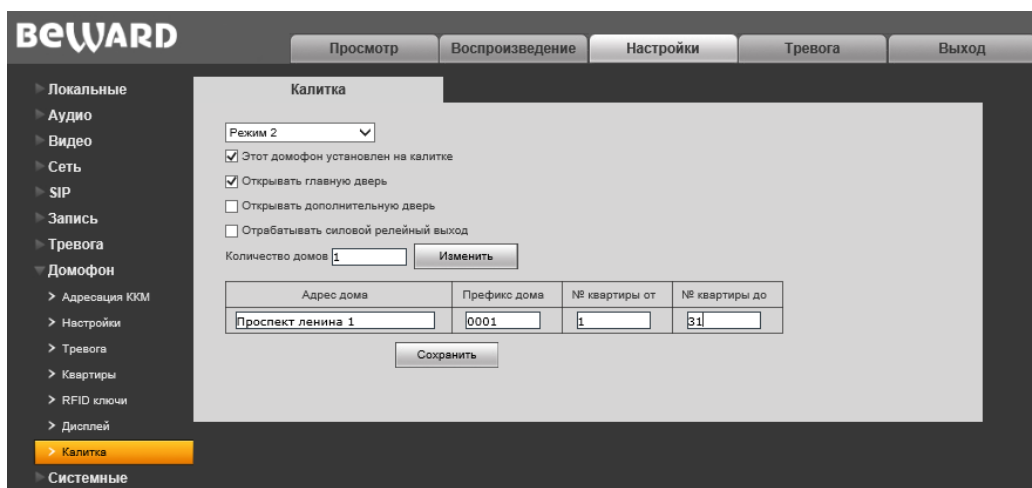 BEWARD
Просмотр Воспроизведение Настройки Тревога Выход
Локальные
Аудио
Видео
Сеть
SIP
Запись
Тревога
Домофон
Адресация ККМ
Настройки
Тревога
Квартиры
RFID ключи
Дисплей
Калитка
Системные
Калитка
Режим 2
Этот домофон установлен на калитке
Открывать главную дверь
Открывать дополнительную дверь
Отрабатывать силовой релейный выход
Количество домов 1 Изменить
Адрес дома Префикс дома № квартиры от № квартиры до
Проспект ленина 1 0001 1 31
Сохранить